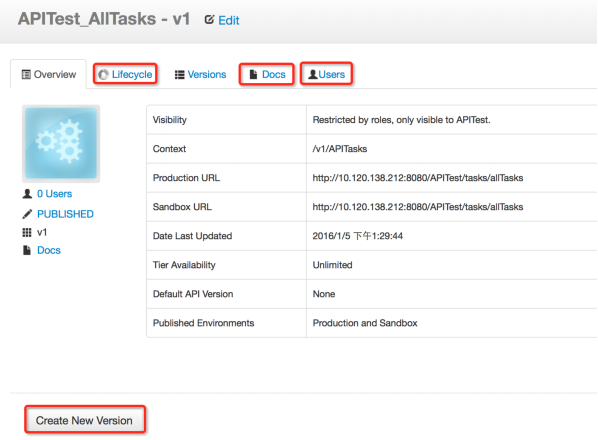 APITest_AllTasks - v1 Edit
Overview Lifecycle Versions Docs Users
0 Users
PUBLISHED
v1
Docs
Visibility Restricted by roles, only visible to APITest.
Context /v1/APITasks
Production URL http://10.120.138.212:8080/APITest/tasks/allTasks
Sandbox URL http://10.120.138.212:8080/APITest/tasks/allTasks
Date Last Updated 2016/1/5 下午1:29:44
Tier Availability Unlimited
Default API Version None
Published Environments Production and Sandbox
Create New Version